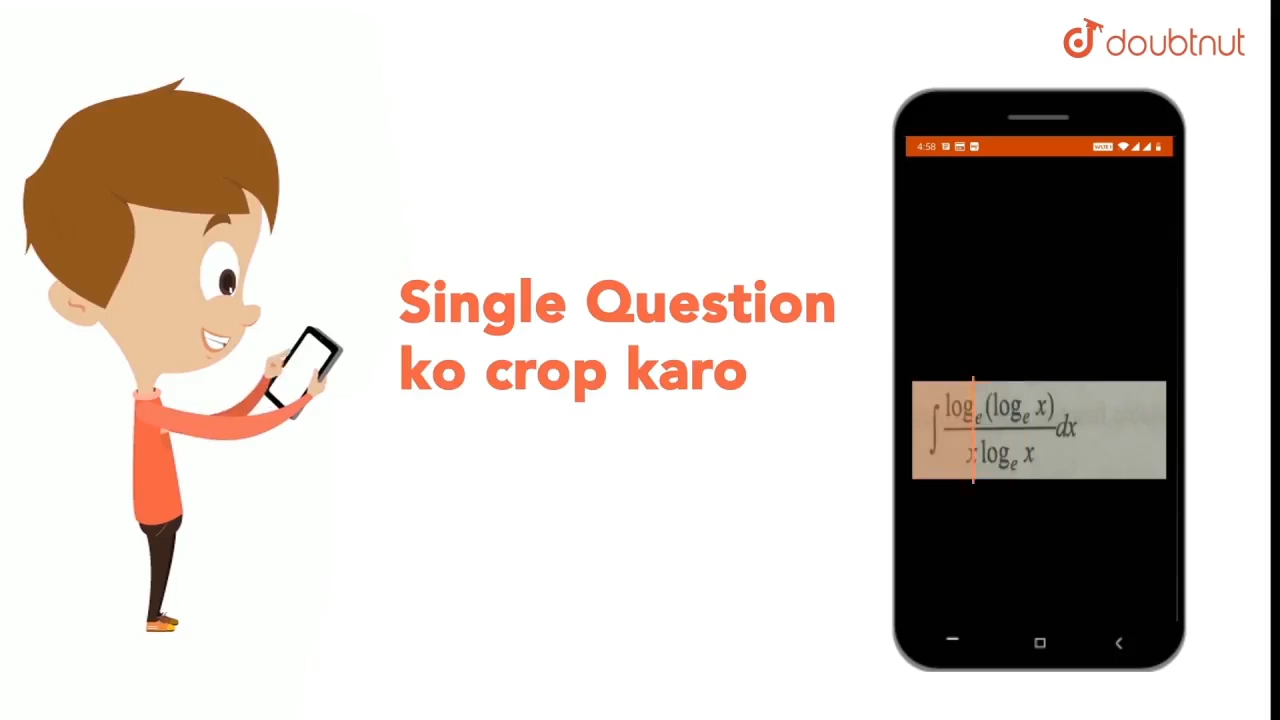 doubtnut
4:58
Single Question
ko crop karo
∫ logₑ (logₑ x) / x logₑ x dx